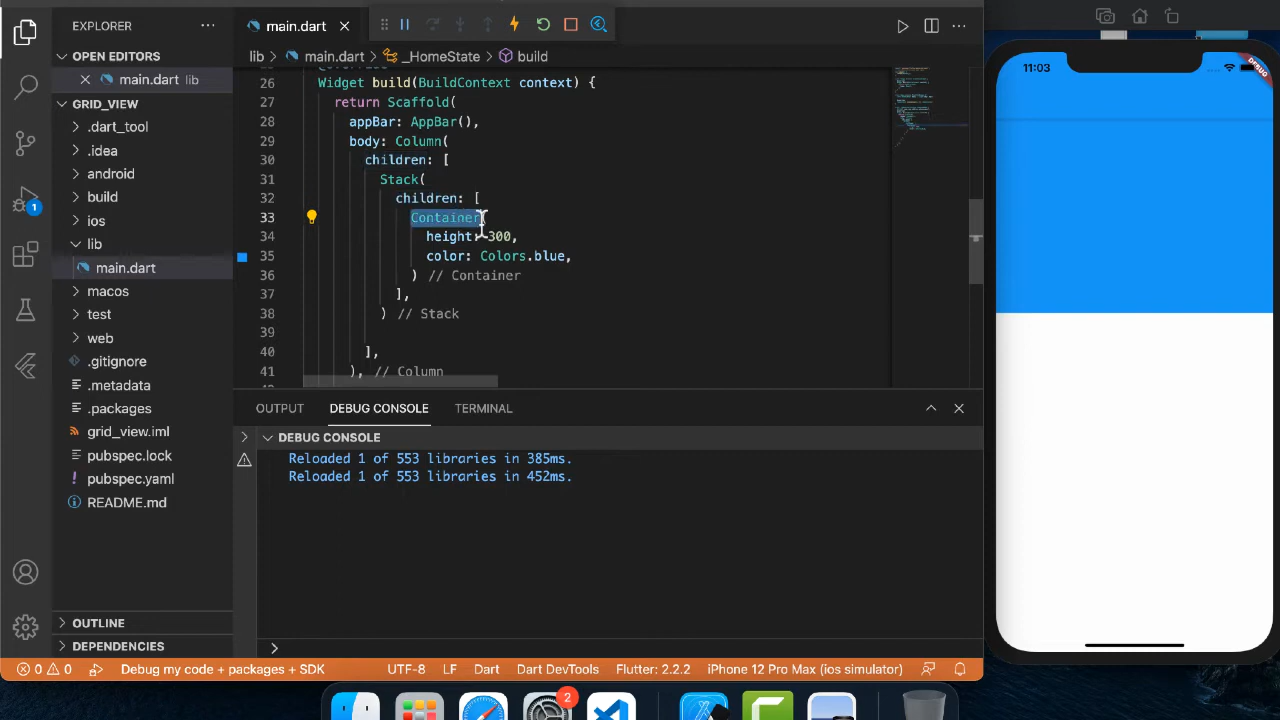 EXPLORER
OPEN EDITORS
main.dart lib
GRID_VIEW
.dart_tool
.idea
android
build
ios
lib
main.dart
macos
test
web
.gitignore
.metadata
.packages
grid_view.iml
pubspec.lock
pubspec.yaml
README.md
OUTLINE
DEPENDENCIES
1
main.dart
lib > main.dart > _HomeState > build
26 Widget build(BuildContext context) {
27 return Scaffold(
28 appBar: AppBar(),
29 body: Column(
30 children: [
31 Stack(
32 children: [
33 Container(
34 height: 300,
35 color: Colors.blue,
36 ) // Container
37 ],
38 ) // Stack
39
40 ],
41 ), // Column
OUTPUT DEBUG CONSOLE TERMINAL
DEBUG CONSOLE
Reloaded 1 of 553 libraries in 385ms.
Reloaded 1 of 553 libraries in 452ms.
0 0 Debug my code + packages + SDK UTF-8 LF Dart Dart DevTools Flutter: 2.2.2 iPhone 12 Pro Max (ios simulator)
11:03
DEBUG
2